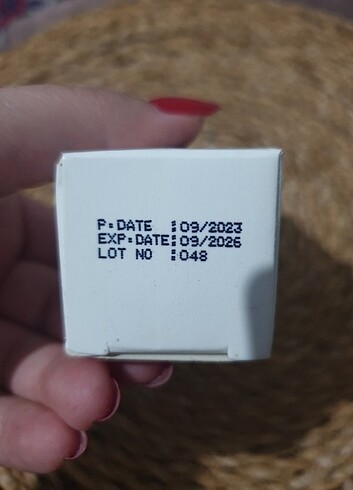 P.DATE :09/2023
EXP.DATE:09/2026
LOT NO :048